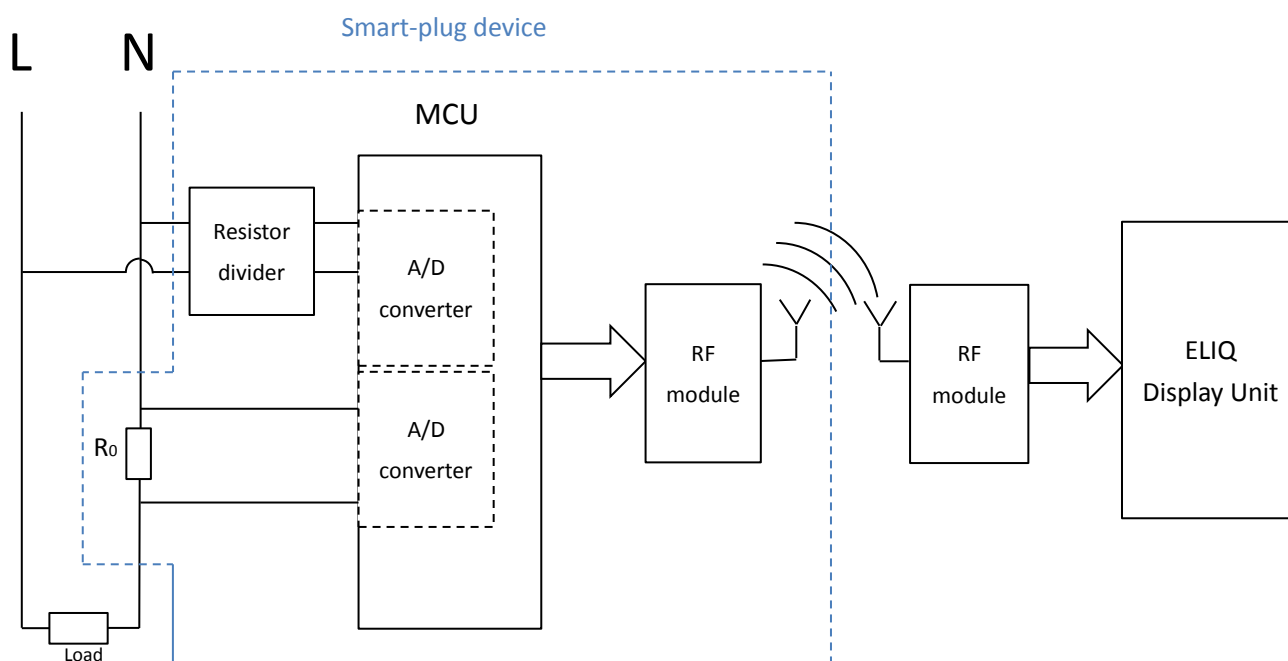 Smart-plug device
L
N
MCU
Resistor
divider
A/D
converter
A/D
converter
R₀
RF
module
RF
module
ELIQ
Display Unit
Load